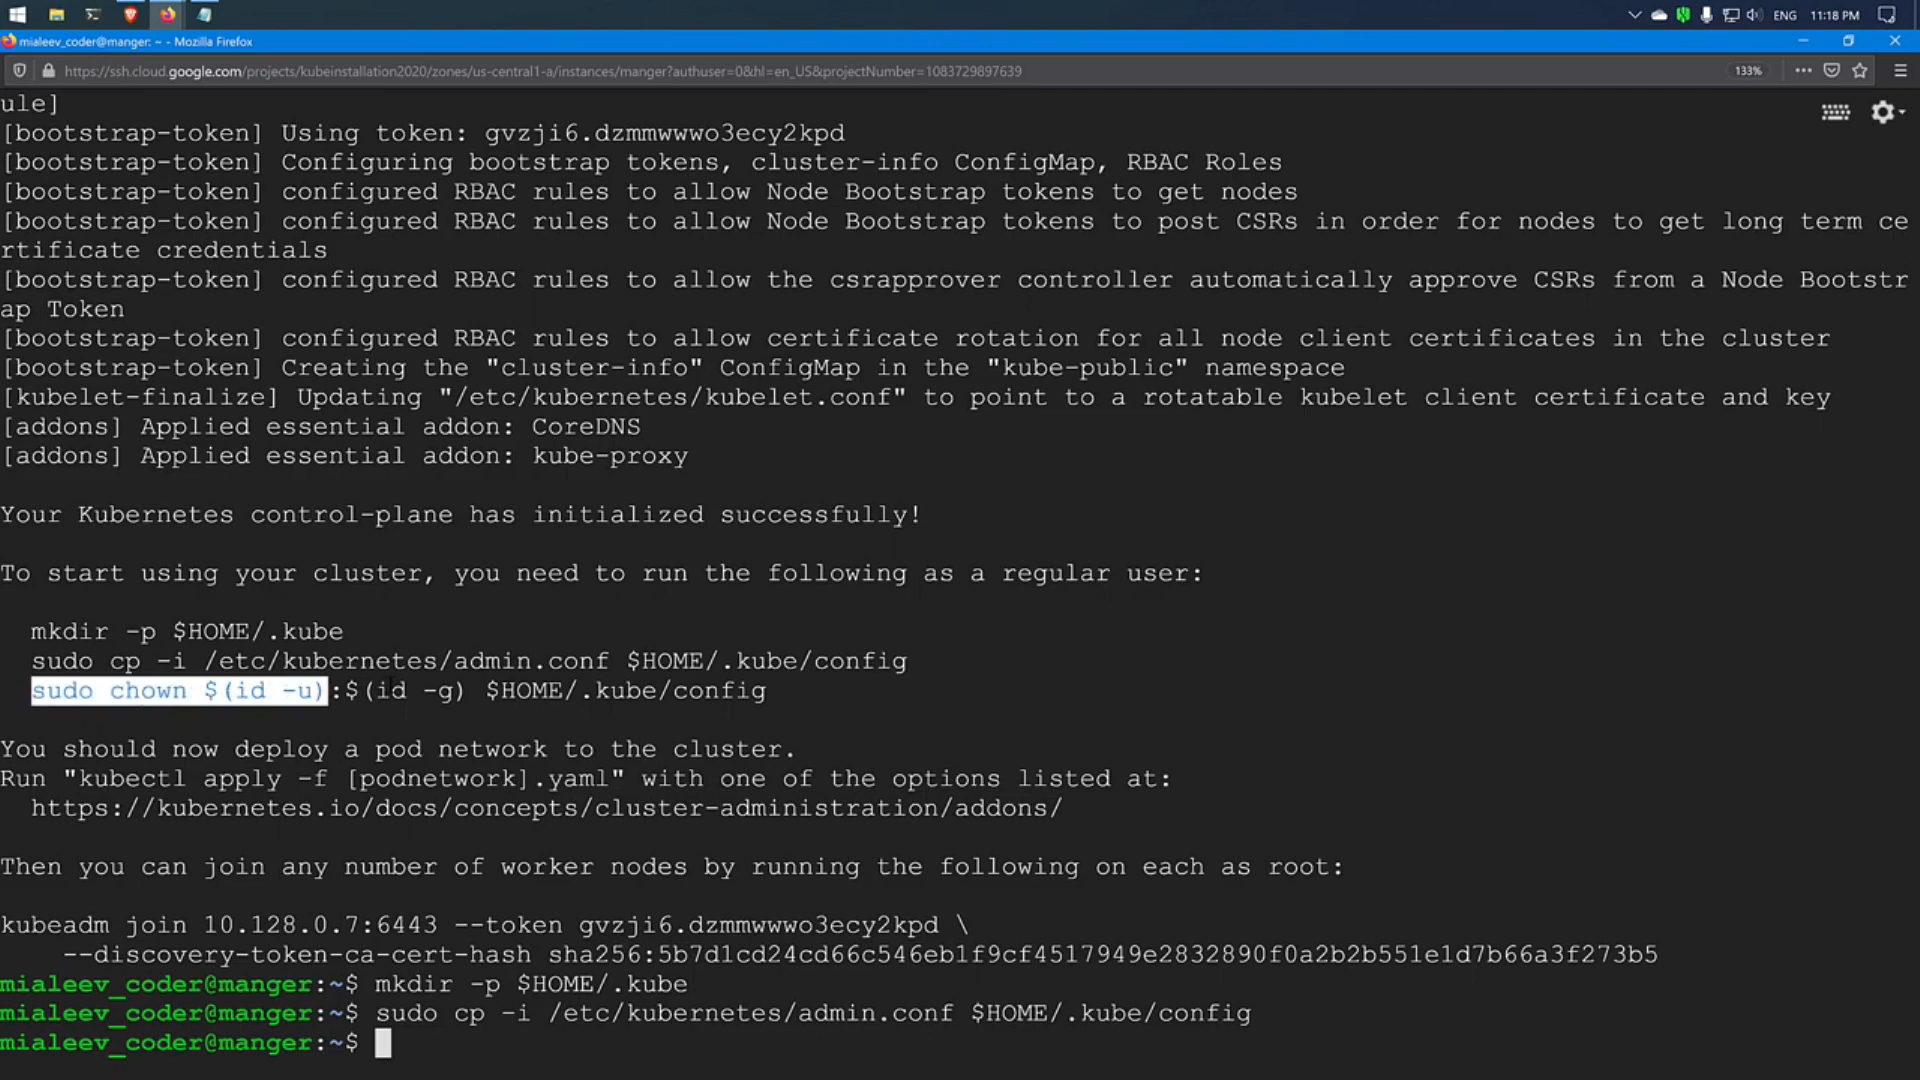 ENG 11:18 PM
mialeev_coder@manger: ~ - Mozilla Firefox
https://ssh.cloud.google.com/projects/kubeinstallation2020/zones/us-central1-a/instances/manger?authuser=0&hl=en_US&projectNumber=1083729897639 133%
ule]
[bootstrap-token] Using token: gvzji6.dzmmwwwo3ecy2kpd
[bootstrap-token] Configuring bootstrap tokens, cluster-info ConfigMap, RBAC Roles
[bootstrap-token] configured RBAC rules to allow Node Bootstrap tokens to get nodes
[bootstrap-token] configured RBAC rules to allow Node Bootstrap tokens to post CSRs in order for nodes to get long term ce
rtificate credentials
[bootstrap-token] configured RBAC rules to allow the csrapprover controller automatically approve CSRs from a Node Bootstr
ap Token
[bootstrap-token] configured RBAC rules to allow certificate rotation for all node client certificates in the cluster
[bootstrap-token] Creating the "cluster-info" ConfigMap in the "kube-public" namespace
[kubelet-finalize] Updating "/etc/kubernetes/kubelet.conf" to point to a rotatable kubelet client certificate and key
[addons] Applied essential addon: CoreDNS
[addons] Applied essential addon: kube-proxy
Your Kubernetes control-plane has initialized successfully!
To start using your cluster, you need to run the following as a regular user:
mkdir -p $HOME/.kube
sudo cp -i /etc/kubernetes/admin.conf $HOME/.kube/config
sudo chown $(id -u):$(id -g) $HOME/.kube/config
You should now deploy a pod network to the cluster.
Run "kubectl apply -f [podnetwork].yaml" with one of the options listed at:
https://kubernetes.io/docs/concepts/cluster-administration/addons/
Then you can join any number of worker nodes by running the following on each as root:
kubeadm join 10.128.0.7:6443 --token gvzji6.dzmmwwwo3ecy2kpd \
--discovery-token-ca-cert-hash sha256:5b7d1cd24cd66c546eb1f9cf4517949e2832890f0a2b2b551e1d7b66a3f273b5
mialeev_coder@manger:~$ mkdir -p $HOME/.kube
mialeev_coder@manger:~$ sudo cp -i /etc/kubernetes/admin.conf $HOME/.kube/config
mialeev_coder@manger:~$